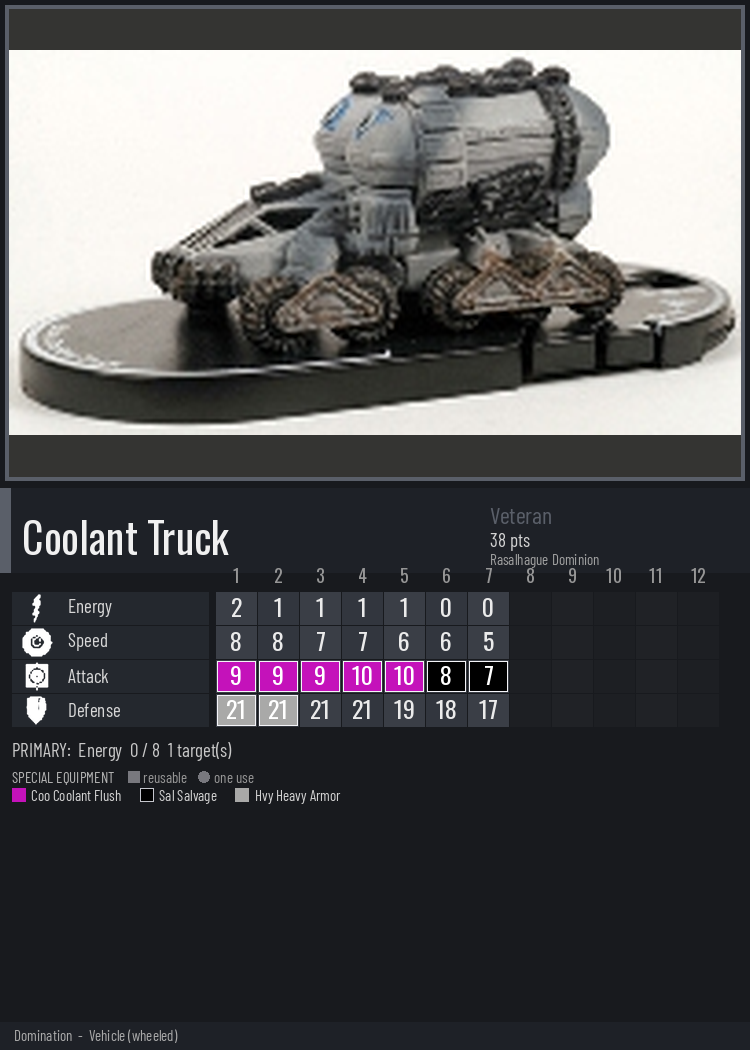 Coolant Truck
Veteran
38 pts
Rasalhague Dominion
1 2 3 4 5 6 7 8 9 10 11 12
Energy 2 1 1 1 1 0 0
Speed 8 8 7 7 6 6 5
Attack 9 9 9 10 10 8 7
Defense 21 21 21 21 19 18 17
PRIMARY: Energy 0 / 8 1 target(s)
SPECIAL EQUIPMENT reusable one use
Coo Coolant Flush Sal Salvage Hvy Heavy Armor
Domination - Vehicle (wheeled)